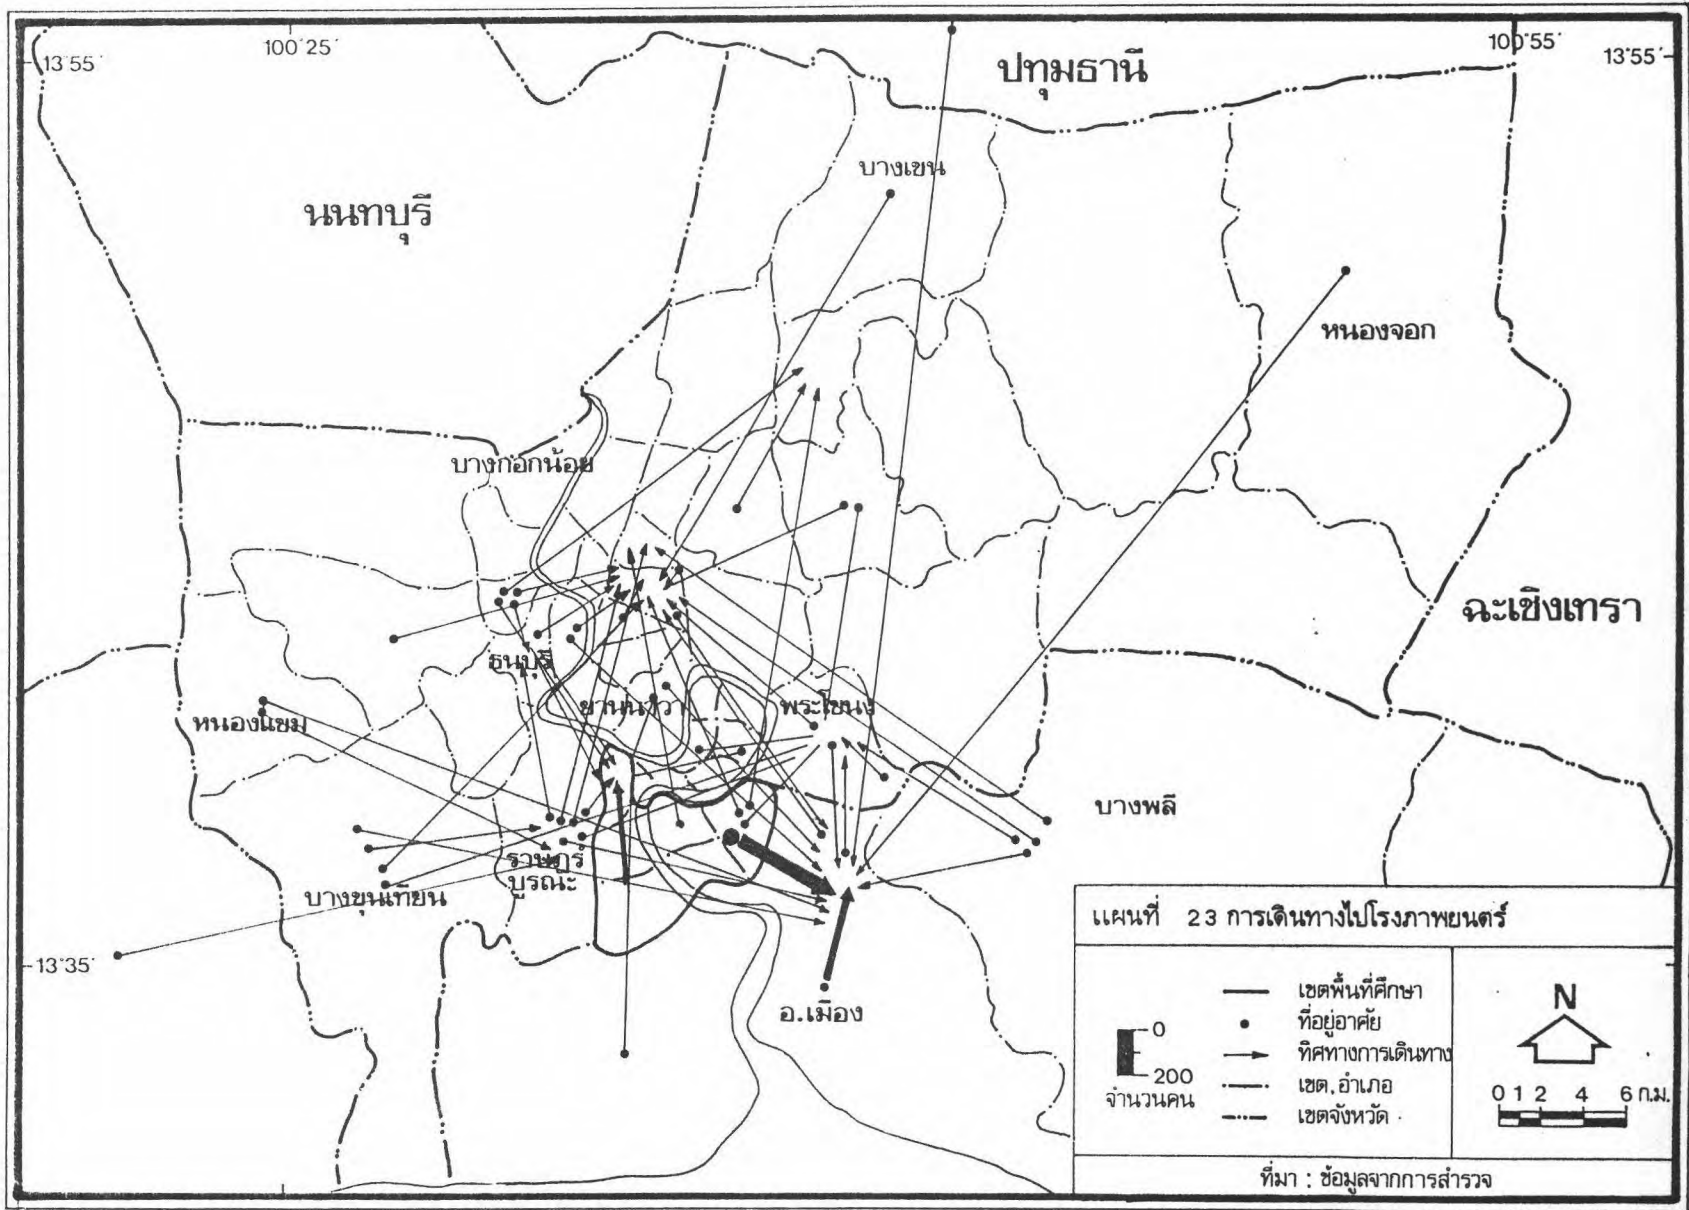 100°25'
100°55'
13°55'
13°55'
ปทุมธานี
บางเขน
นนทบุรี
หนองจอก
บางกอกน้อย
ฉะเชิงเทรา
ธนบุรี
หนองแขม
ยานนาวา
พระโขนง
บางพลี
ราษฎร์
บูรณะ
บางขุนเทียน
13°35'
อ.เมือง
แผนที่ 23 การเดินทางไปโรงภาพยนตร์
0
200
จำนวนคน
เขตพื้นที่ศึกษา
ที่อยู่อาศัย
ทิศทางการเดินทาง
เขต,อำเภอ
เขตจังหวัด
N
0 1 2 4 6 ก.ม.
ที่มา : ข้อมูลจากการสำรวจ